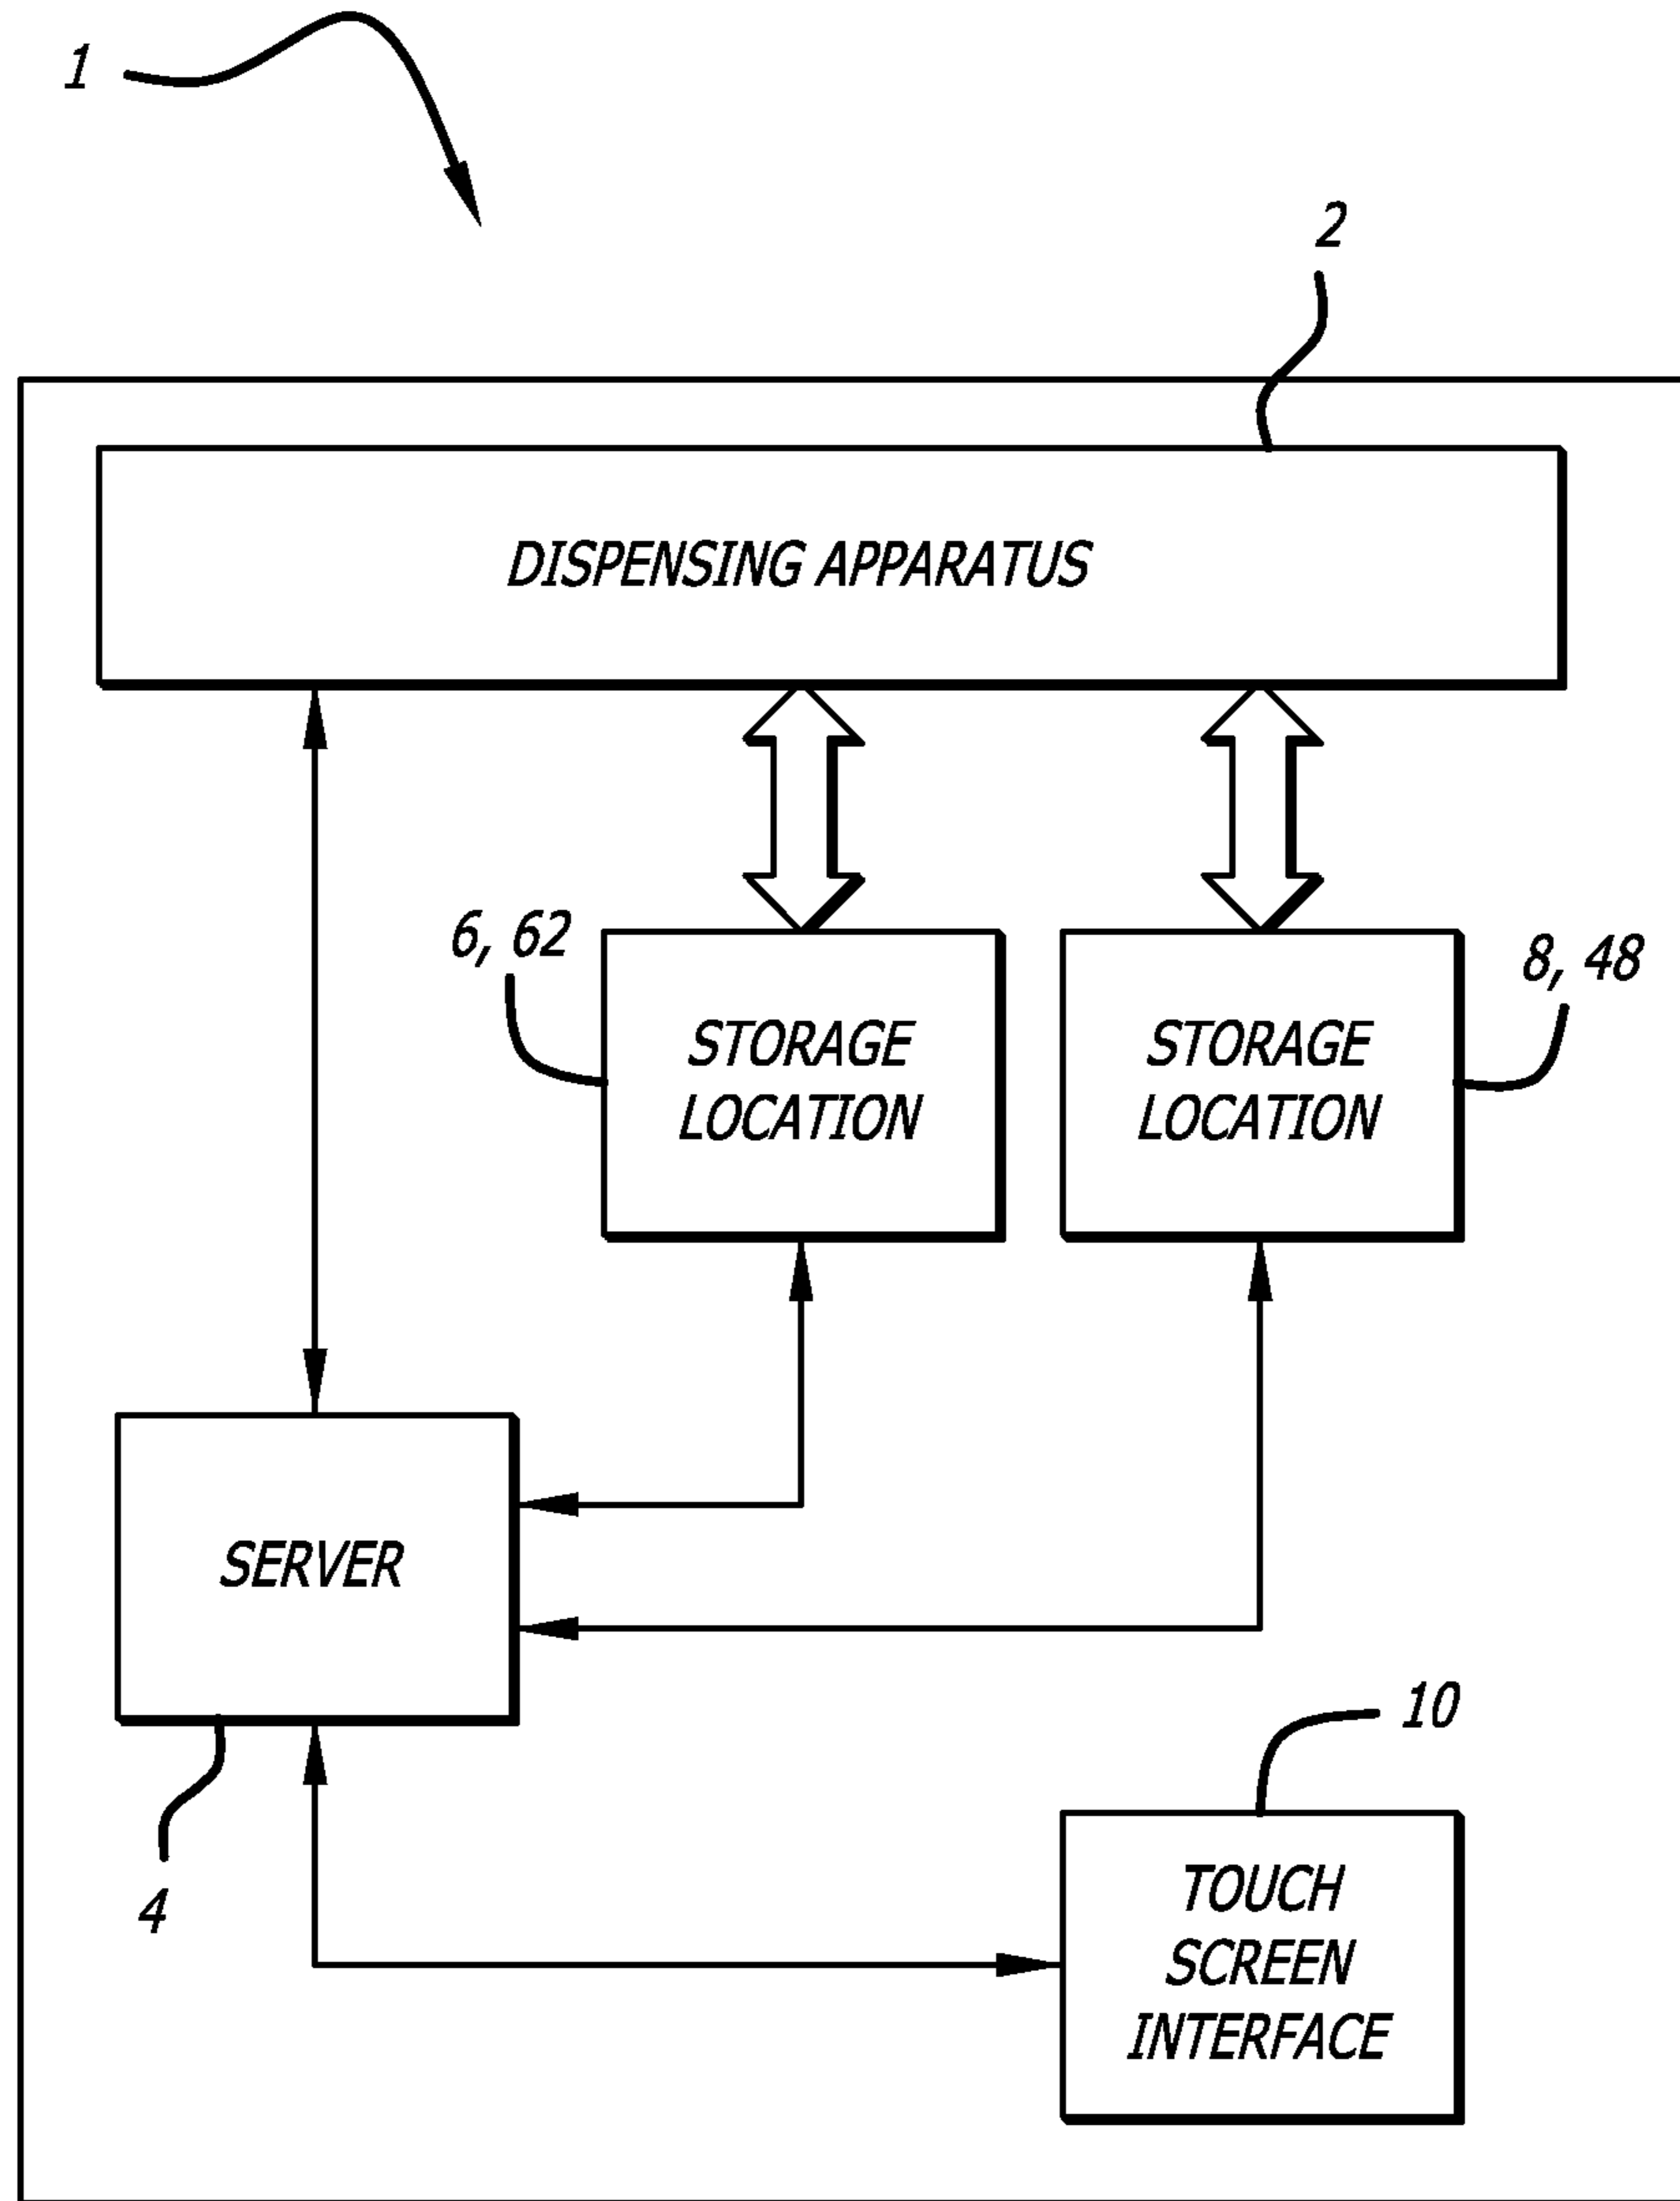 1
2
DISPENSING APPARATUS
6, 62
8, 48
STORAGE
LOCATION
STORAGE
LOCATION
SERVER
10
4
TOUCH
SCREEN
INTERFACE